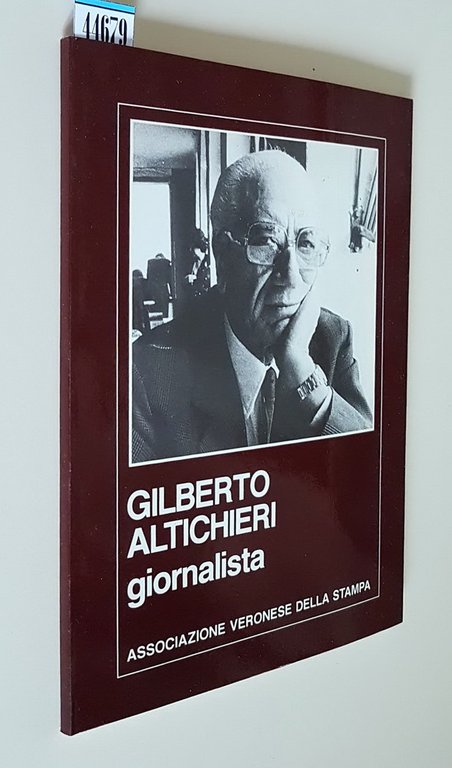 44679
GILBERTO
ALTICHIERI
giornalista
ASSOCIAZIONE VERONESE DELLA STAMPA